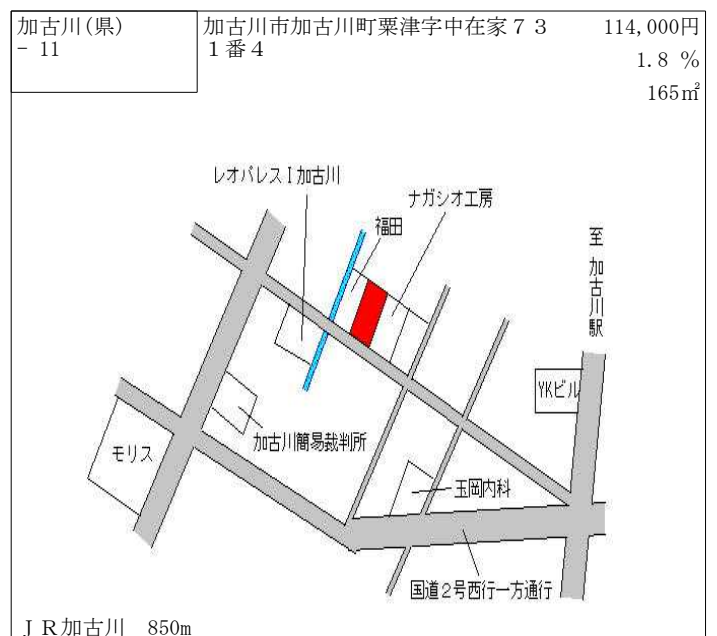 加古川(県)
- 11
加古川市加古川町粟津字中在家７３
１番４
114,000円
1.8 %
165㎡
レオパレスⅠ加古川
ナガシオ工房
福田
至 加古川駅
YKビル
モリス
加古川簡易裁判所
玉岡内科
国道２号西行一方通行
ＪＲ加古川　850m